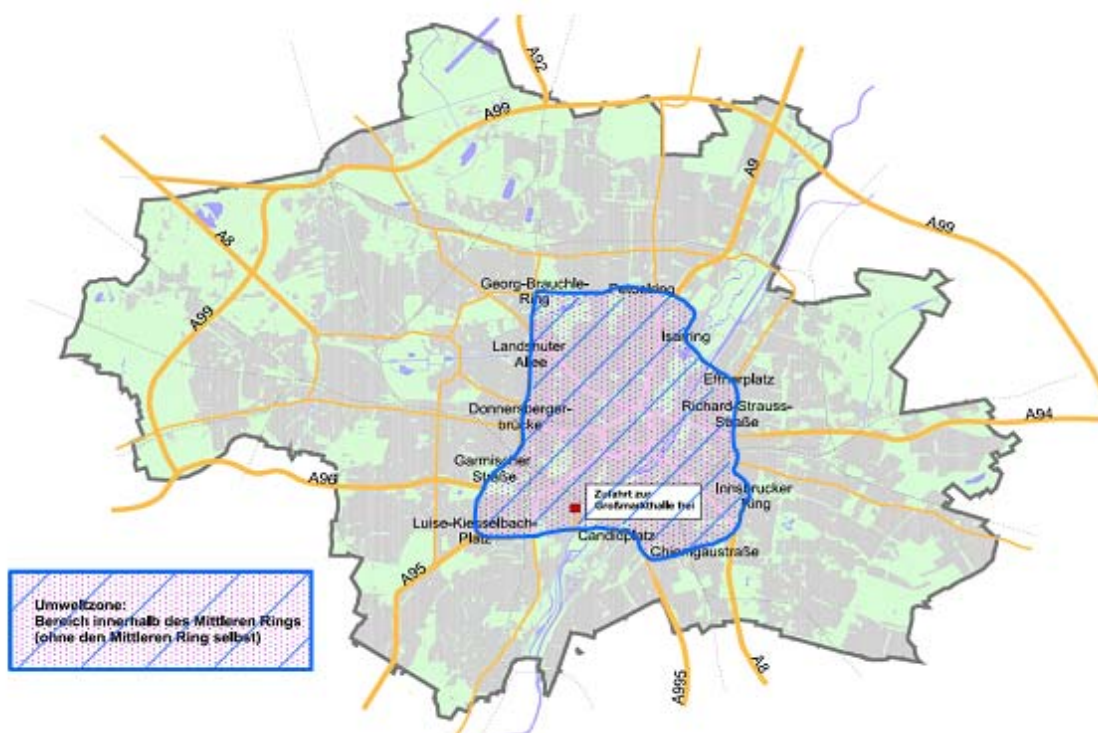 A92
A99
A9
A8
A99
A99
Georg-Brauchle-
Ring
Petuelring
Landshuter
Allee
Isarring
Effnerplatz
Donnersberger-
brücke
Richard-Strauss-
Straße
A94
Garmischer
Straße
A96
Innsbrucker
Ring
Zufahrt zur
Großmarkthalle frei
Luise-Kiesselbach-
Platz
Candidplatz
Chiemgaustraße
A95
A995
A8
Umweltzone:
Bereich innerhalb des Mittleren Rings
(ohne den Mittleren Ring selbst)